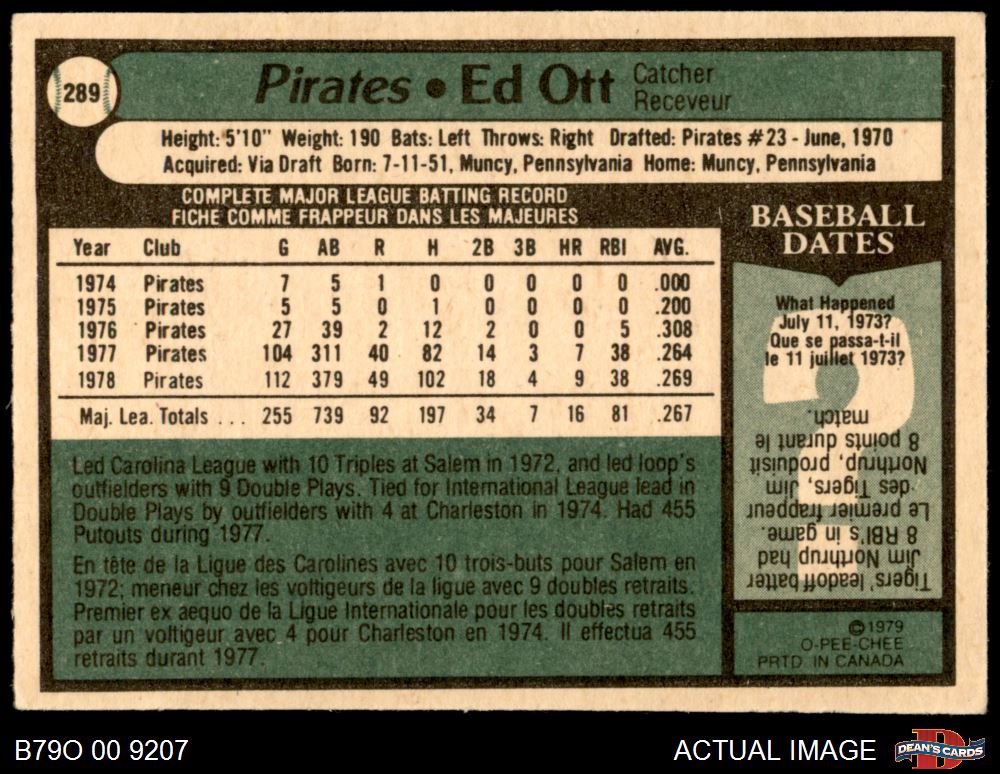 289
Pirates • Ed Ott
Catcher
Receveur
Height: 5'10" Weight: 190 Bats: Left Throws: Right Drafted: Pirates #23 - June, 1970
Acquired: Via Draft Born: 7-11-51, Muncy, Pennsylvania Home: Muncy, Pennsylvania
COMPLETE MAJOR LEAGUE BATTING RECORD
FICHE COMME FRAPPEUR DANS LES MAJEURES
Year Club G AB R H 2B 3B HR RBI AVG.
1974 Pirates 7 5 1 0 0 0 0 0 .000
1975 Pirates 5 5 0 1 0 0 0 0 .200
1976 Pirates 27 39 2 12 2 0 0 5 .308
1977 Pirates 104 311 40 82 14 3 7 38 .264
1978 Pirates 112 379 49 102 18 4 9 38 .269
Maj. Lea. Totals . . . 255 739 92 197 34 7 16 81 .267
Led Carolina League with 10 Triples at Salem in 1972, and led loop's
outfielders with 9 Double Plays. Tied for International League lead in
Double Plays by outfielders with 4 at Charleston in 1974. Had 455
Putouts during 1977.
En tête de la Ligue des Carolines avec 10 trois-buts pour Salem en
1972; meneur chez les voltigeurs de la ligue avec 9 doubles retraits.
Premier ex aequo de la Ligue Internationale pour les doubles retraits
par un voltigeur avec 4 pour Charleston en 1974. Il effectua 455
retraits durant 1977.
BASEBALL
DATES
What Happened
July 11, 1973?
Que se passa-t-il
le 11 juillet 1973?
Tigers' leadoff batter
Jim Northrup had
8 RBI's in game.
Le premier frappeur
des Tigers, Jim
Northrup, produisit
8 points durant le
match.
©1979
O-PEE-CHEE
PRTD IN CANADA
B79O 00 9207
ACTUAL IMAGE
D
DEAN'S CARDS